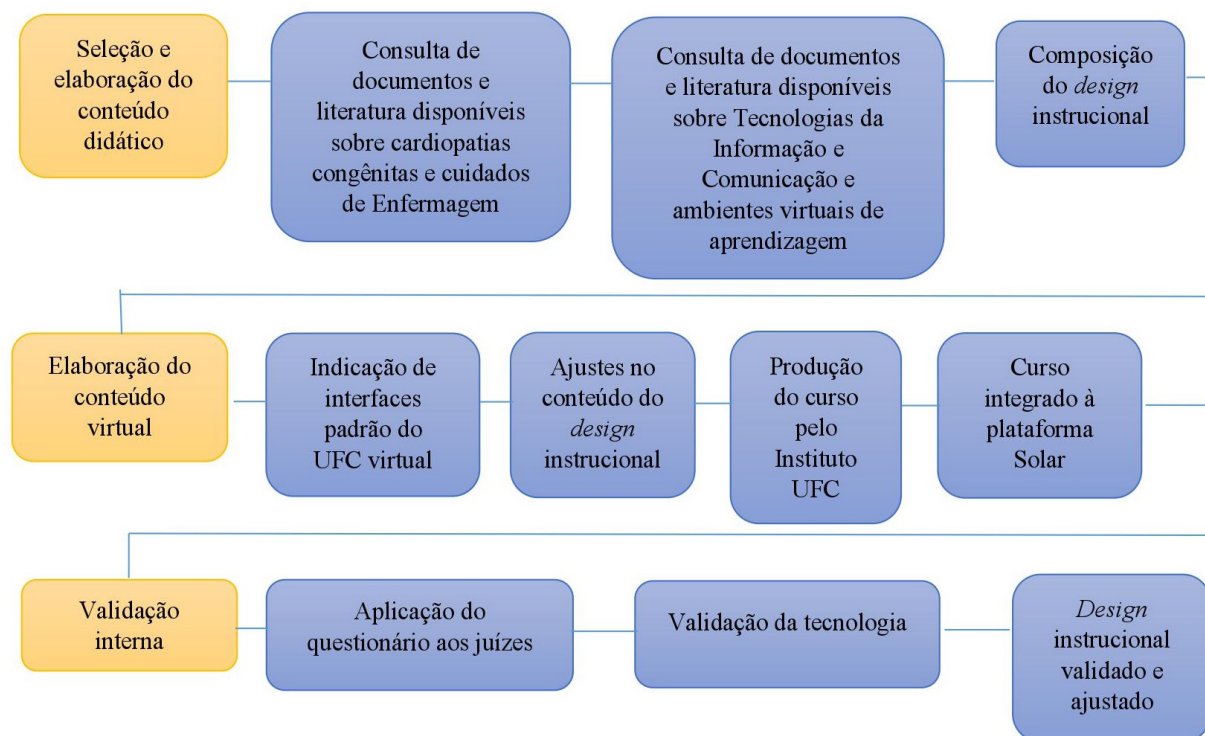 Seleção e
elaboração do
conteúdo
didático
Consulta de
documentos e
literatura disponíveis
sobre cardiopatias
congênitas e cuidados
de Enfermagem
Consulta de documentos
e literatura disponíveis
sobre Tecnologias da
Informação e
Comunicação e
ambientes virtuais de
aprendizagem
Composição
do design
instrucional
Elaboração do
conteúdo
virtual
Indicação de
interfaces
padrão do
UFC virtual
Ajustes no
conteúdo do
design
instrucional
Produção
do curso
pelo
Instituto
UFC
Curso
integrado à
plataforma
Solar
Validação
interna
Aplicação do
questionário aos juízes
Validação da tecnologia
Design
instrucional
validado e
ajustado